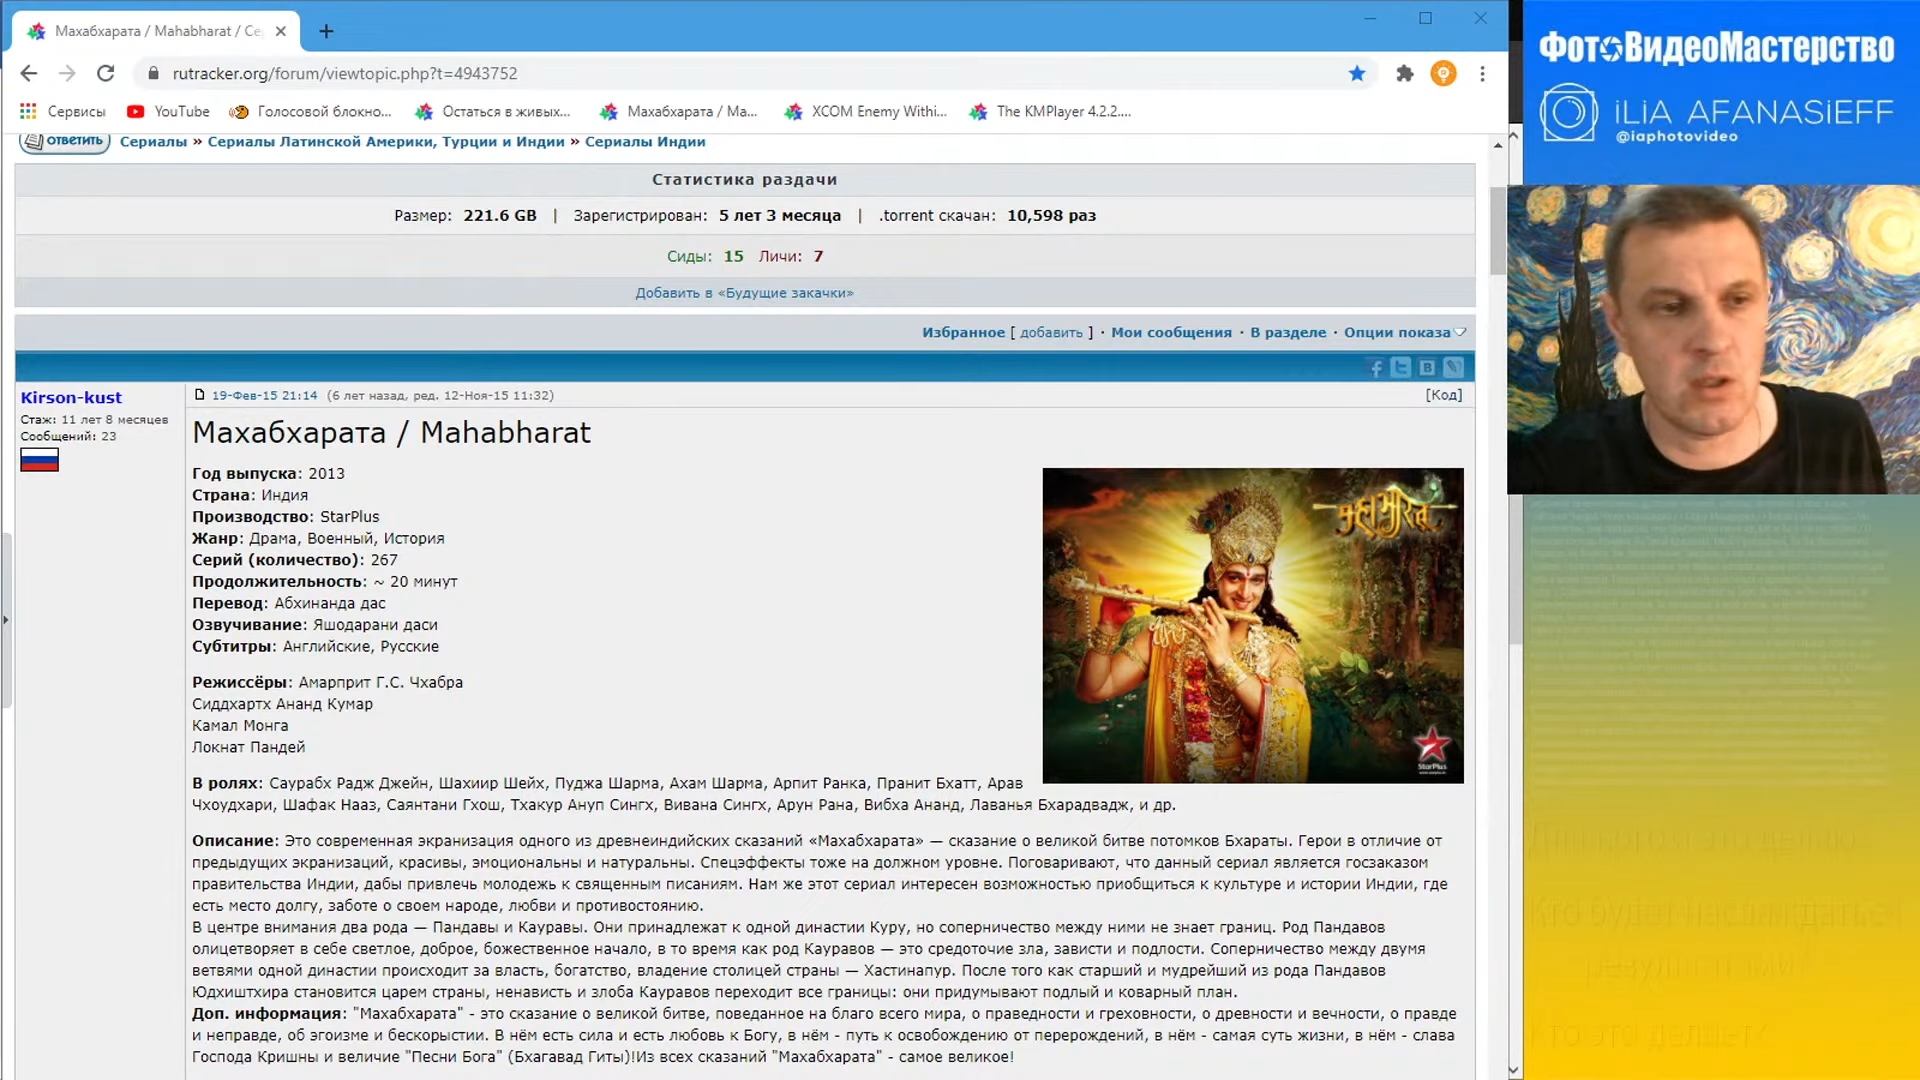 Махабхарата / Mahabharat / Се
rutracker.org/forum/viewtopic.php?t=4943752
Сервисы YouTube Голосовой блокно... Остаться в живых... Махабхарата / Ма... XCOM Enemy Withi... The KMPlayer 4.2.2....
Ответить Сериалы » Сериалы Латинской Америки, Турции и Индии » Сериалы Индии
Статистика раздачи
Размер: 221.6 GB | Зарегистрирован: 5 лет 3 месяца | .torrent скачан: 10,598 раз
Сиды: 15 Личи: 7
Добавить в «Будущие закачки»
Избранное [ добавить ] · Мои сообщения · В разделе · Опции показа
Kirson-kust
Стаж: 11 лет 8 месяцев
Сообщений: 23
19-Фев-15 21:14 (6 лет назад, ред. 12-Ноя-15 11:32) [Код]
Махабхарата / Mahabharat
Год выпуска: 2013
Страна: Индия
Производство: StarPlus
Жанр: Драма, Военный, История
Серий (количество): 267
Продолжительность: ~ 20 минут
Перевод: Абхинанда дас
Озвучивание: Яшодарани даси
Субтитры: Английские, Русские
Режиссёры: Амарприт Г.С. Чхабра
Сиддхартх Ананд Кумар
Камал Монга
Локнат Пандей
В ролях: Саурабх Радж Джейн, Шахиир Шейх, Пуджа Шарма, Ахам Шарма, Арпит Ранка, Пранит Бхатт, Арав
Чхоудхари, Шафак Нааз, Саянтани Гхош, Тхакур Ануп Сингх, Вивана Сингх, Арун Рана, Вибха Ананд, Лаванья Бхарадвадж, и др.
Описание: Это современная экранизация одного из древнеиндийских сказаний «Махабхарата» — сказание о великой битве потомков Бхараты. Герои в отличие от
предыдущих экранизаций, красивы, эмоциональны и натуральны. Спецэффекты тоже на должном уровне. Поговаривают, что данный сериал является госзаказом
правительства Индии, дабы привлечь молодежь к священным писаниям. Нам же этот сериал интересен возможностью приобщиться к культуре и истории Индии, где
есть место долгу, заботе о своем народе, любви и противостоянию.
В центре внимания два рода — Пандавы и Кауравы. Они принадлежат к одной династии Куру, но соперничество между ними не знает границ. Род Пандавов
олицетворяет в себе светлое, доброе, божественное начало, в то время как род Кауравов — это средоточие зла, зависти и подлости. Соперничество между двумя
ветвями одной династии происходит за власть, богатство, владение столицей страны — Хастинапур. После того как старший и мудрейший из рода Пандавов
Юдхиштхира становится царем страны, ненависть и злоба Кауравов переходит все границы: они придумывают подлый и коварный план.
Доп. информация: "Махабхарата" - это сказание о великой битве, поведанное на благо всего мира, о праведности и греховности, о древности и вечности, о правде
и неправде, об эгоизме и бескорыстии. В нём есть сила и есть любовь к Богу, в нём - путь к освобождению от перерождений, в нём - самая суть жизни, в нём - слава
Господа Кришны и величие "Песни Бога" (Бхагавад Гиты)!Из всех сказаний "Махабхарата" - самое великое!
महाभारत
StarPlus
ФотоВидеоМастерство
iLiA AFANASiEFF
@iaphotovideo
Кто это делает?